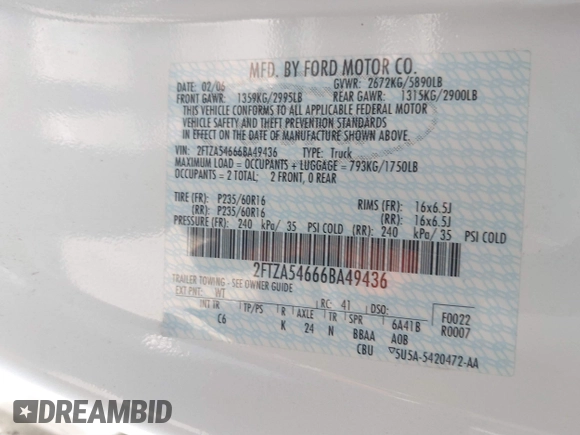 MFD. BY FORD MOTOR CO.
DATE: 02/06 GVWR: 2672KG/5890LB
FRONT GAWR: 1359KG/2995LB REAR GAWR: 1315KG/2900LB
THIS VEHICLE CONFORMS TO ALL APPLICABLE FEDERAL MOTOR
VEHICLE SAFETY AND THEFT PREVENTION STANDARDS
IN EFFECT ON THE DATE OF MANUFACTURE SHOWN ABOVE.
VIN: 2FTZA54666BA49436 TYPE: Truck
MAXIMUM LOAD = OCCUPANTS + LUGGAGE = 793KG/1750LB
OCCUPANTS = 2 TOTAL: 2 FRONT, 0 REAR
TIRE (FR): P235/60R16 RIMS (FR): 16x6.5J
(RR): P235/60R16 (RR): 16x6.5J
PRESSURE (FR): 240 kPa/ 35 PSI COLD (RR): 240 kPa/ 35 PSI COLD
2FTZA54666BA49436
TRAILER TOWING - SEE OWNER GUIDE
EXT PNT: WT RC: 41 DSO: F0022
INT TR TP/PS R AXLE TR SPR 6A41B R0007
C6 K 24 N BBAA A0B
CBU 5U5A-5420472-AA
DREAMBID